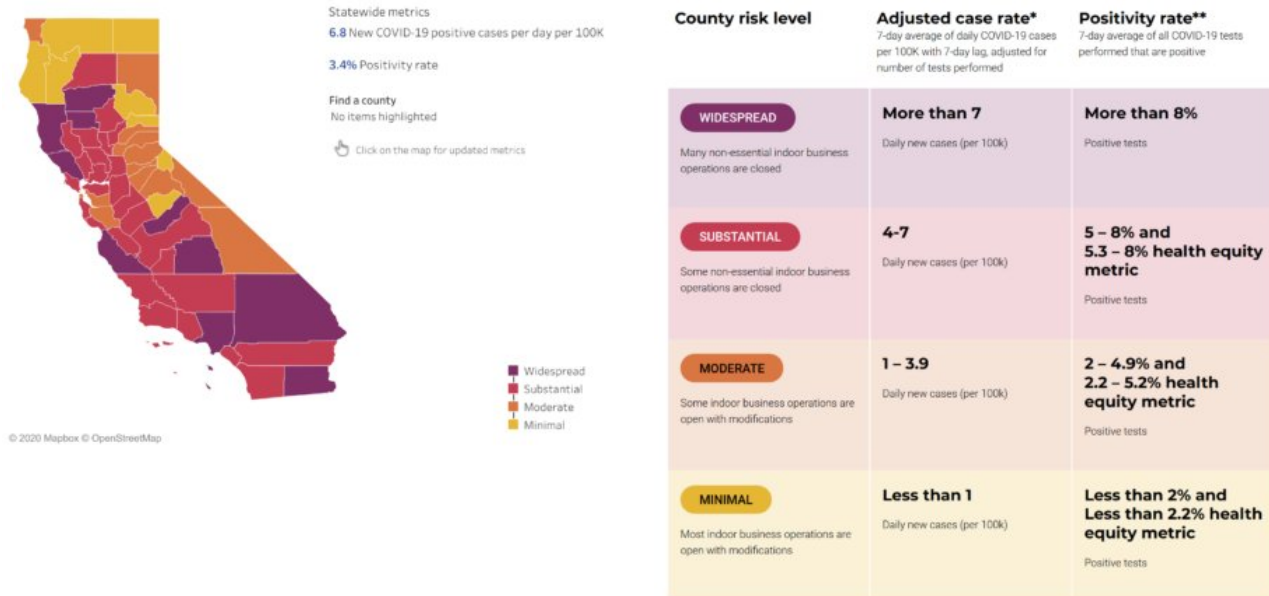 Statewide metrics
6.8 New COVID-19 positive cases per day per 100K
3.4% Positivity rate
Find a county
No items highlighted
Click on the map for updated metrics
Widespread
Substantial
Moderate
Minimal
© 2020 Mapbox © OpenStreetMap
County risk level
Adjusted case rate*
7-day average of daily COVID-19 cases
per 100K with 7-day lag, adjusted for
number of tests performed
Positivity rate**
7-day average of all COVID-19 tests
performed that are positive
WIDESPREAD
Many non-essential indoor business
operations are closed
More than 7
Daily new cases (per 100k)
More than 8%
Positive tests
SUBSTANTIAL
Some non-essential indoor business
operations are closed
4-7
Daily new cases (per 100k)
5 – 8% and
5.3 – 8% health equity
metric
Positive tests
MODERATE
Some indoor business operations are
open with modifications
1 – 3.9
Daily new cases (per 100k)
2 – 4.9% and
2.2 – 5.2% health
equity metric
Positive tests
MINIMAL
Most indoor business operations are
open with modifications
Less than 1
Daily new cases (per 100k)
Less than 2% and
Less than 2.2% health
equity metric
Positive tests